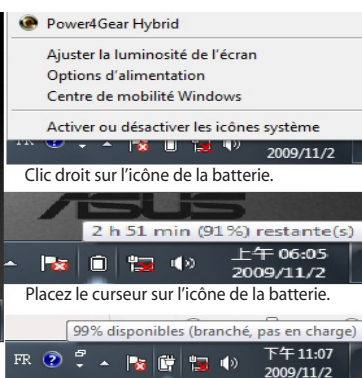 Power4Gear Hybrid
Ajuster la luminosité de l'écran
Options d'alimentation
Centre de mobilité Windows
Activer ou désactiver les icônes système
2009/11/2
Clic droit sur l'icône de la batterie.
ASUS
2 h 51 min (91%) restante(s)
上午 06:05
2009/11/2
Placez le curseur sur l'icône de la batterie.
99% disponibles (branché, pas en charge)
FR 下午 11:07
2009/11/2